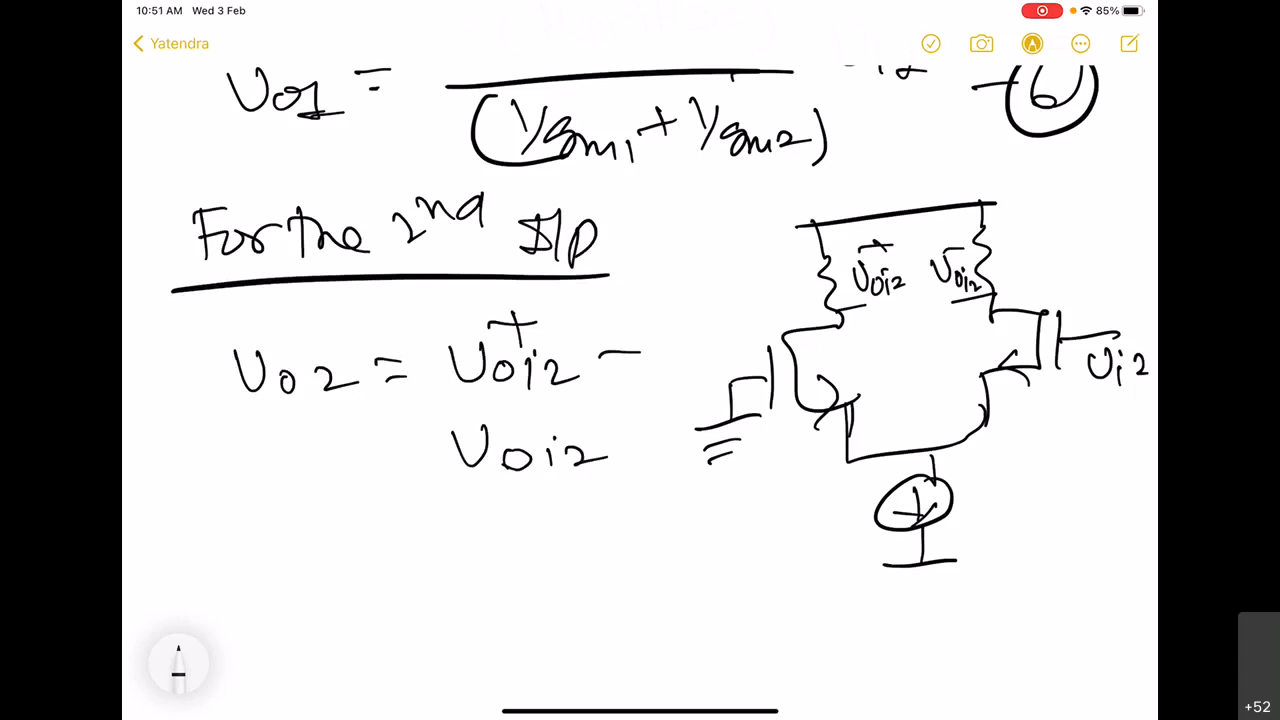 10:51 AM Wed 3 Feb
85%
Yatendra
Vo1 =
(1/gm1 + 1/gm2)
6
For the 2nd I/P
Vo2 = V+oi2 -
Voi2
V+oi2 V-oi2
Vi2
+52